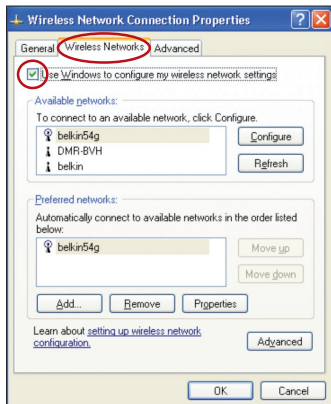 Wireless Network Connection Properties
General Wireless Networks Advanced
Use Windows to configure my wireless network settings
Available networks:
To connect to an available network, click Configure.
belkin54g
DMR-BVH
belkin
Configure
Refresh
Preferred networks:
Automatically connect to available networks in the order listed
below:
belkin54g
Move up
Move down
Add... Remove Properties
Learn about setting up wireless network
configuration.
Advanced
OK Cancel